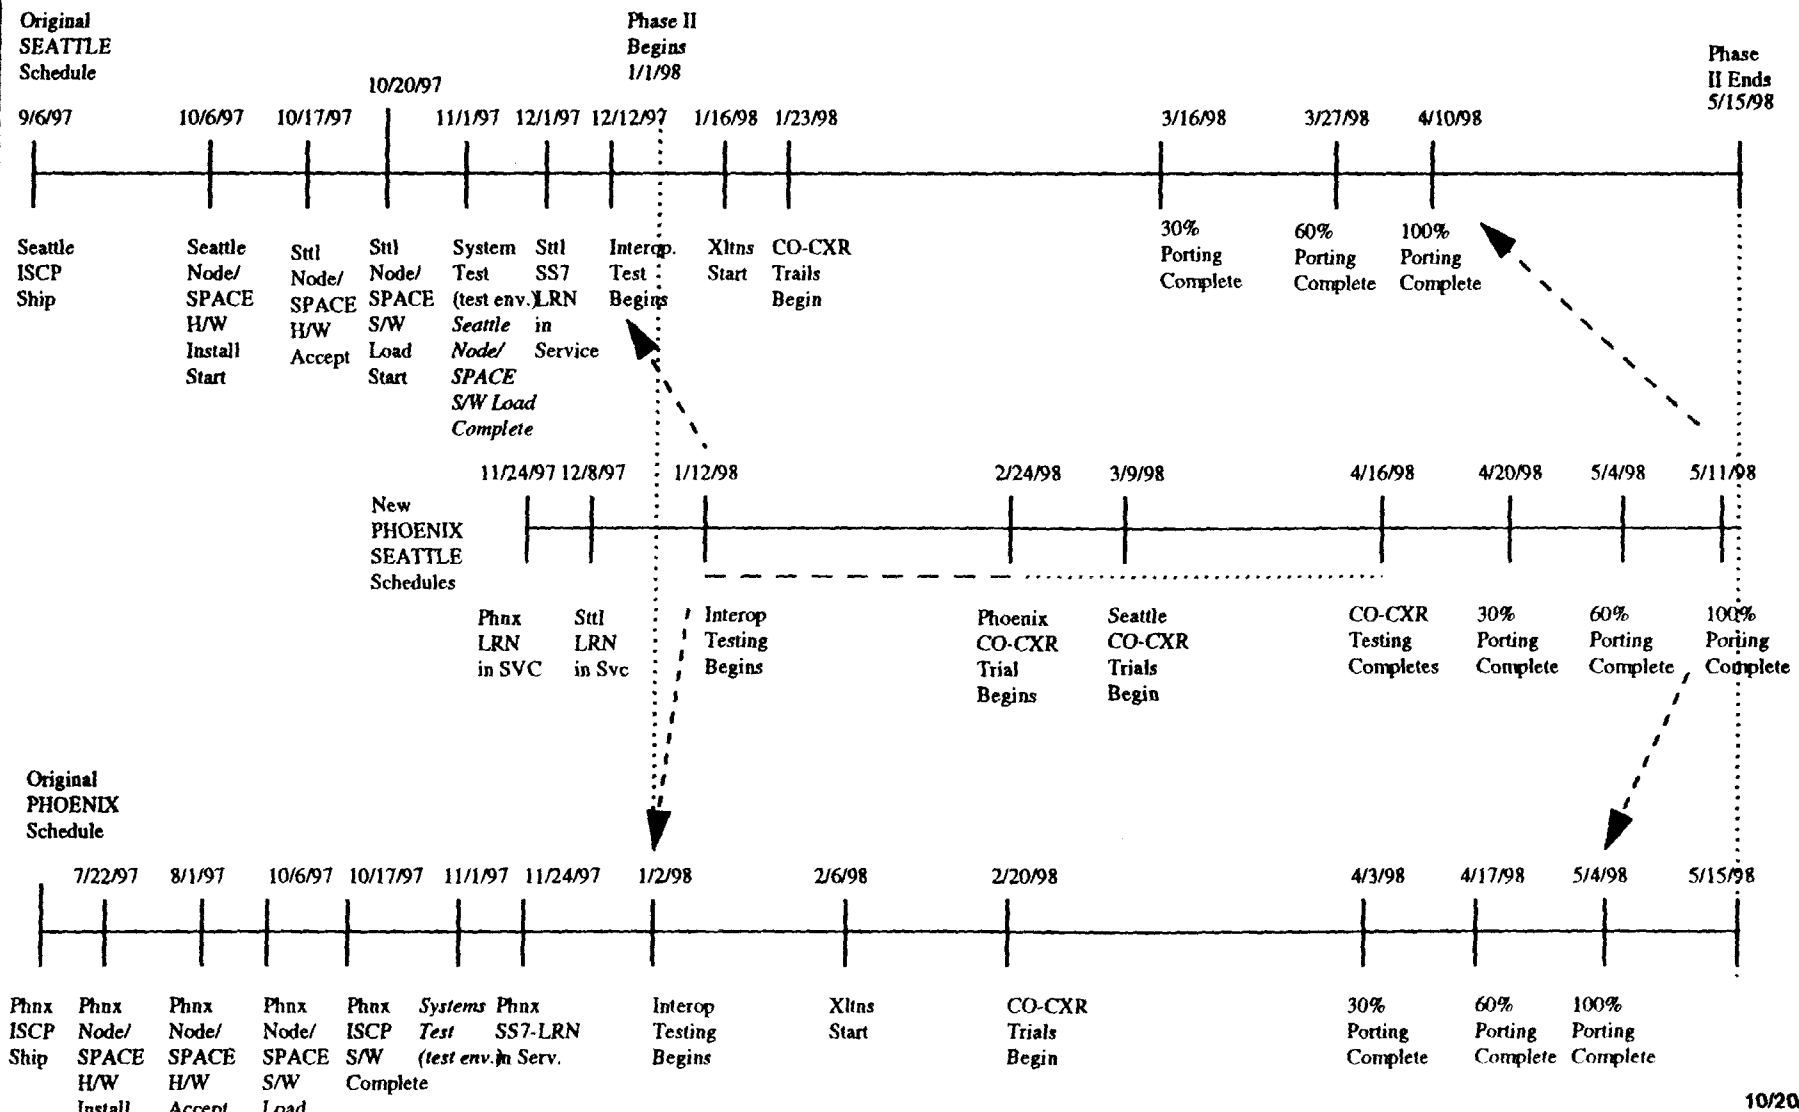 Original
SEATTLE
Schedule
Phase II
Begins
1/1/98
Phase
II Ends
5/15/98
10/20/97
9/6/97 10/6/97 10/17/97 11/1/97 12/1/97 12/12/97 1/16/98 1/23/98 3/16/98 3/27/98 4/10/98
Seattle
ISCP
Ship
Seattle
Node/
SPACE
H/W
Install
Start
Sttl
Node/
SPACE
H/W
Accept
Sttl
Node/
SPACE
S/W
Load
Start
System
Test
(test env.)
Seattle
Node/
SPACE
S/W Load
Complete
Sttl
SS7
LRN
in
Service
Interop.
Test
Begins
Xltns
Start
CO-CXR
Trails
Begin
30%
Porting
Complete
60%
Porting
Complete
100%
Porting
Complete
New
PHOENIX
SEATTLE
Schedules
11/24/97 12/8/97 1/12/98 2/24/98 3/9/98 4/16/98 4/20/98 5/4/98 5/11/98
Phnx
LRN
in SVC
Sttl
LRN
in Svc
Interop
Testing
Begins
Phoenix
CO-CXR
Trial
Begins
Seattle
CO-CXR
Trials
Begin
CO-CXR
Testing
Completes
30%
Porting
Complete
60%
Porting
Complete
100%
Porting
Complete
Original
PHOENIX
Schedule
7/22/97 8/1/97 10/6/97 10/17/97 11/1/97 11/24/97 1/2/98 2/6/98 2/20/98 4/3/98 4/17/98 5/4/98 5/15/98
Phnx
ISCP
Ship
Phnx
Node/
SPACE
H/W
Install
Phnx
Node/
SPACE
H/W
Accept
Phnx
Node/
SPACE
S/W
Load
Phnx
ISCP
S/W
Complete
Systems
Test
(test env.)
Phnx
SS7-LRN
in Serv.
Interop
Testing
Begins
Xltns
Start
CO-CXR
Trials
Begin
30%
Porting
Complete
60%
Porting
Complete
100%
Porting
Complete
10/20